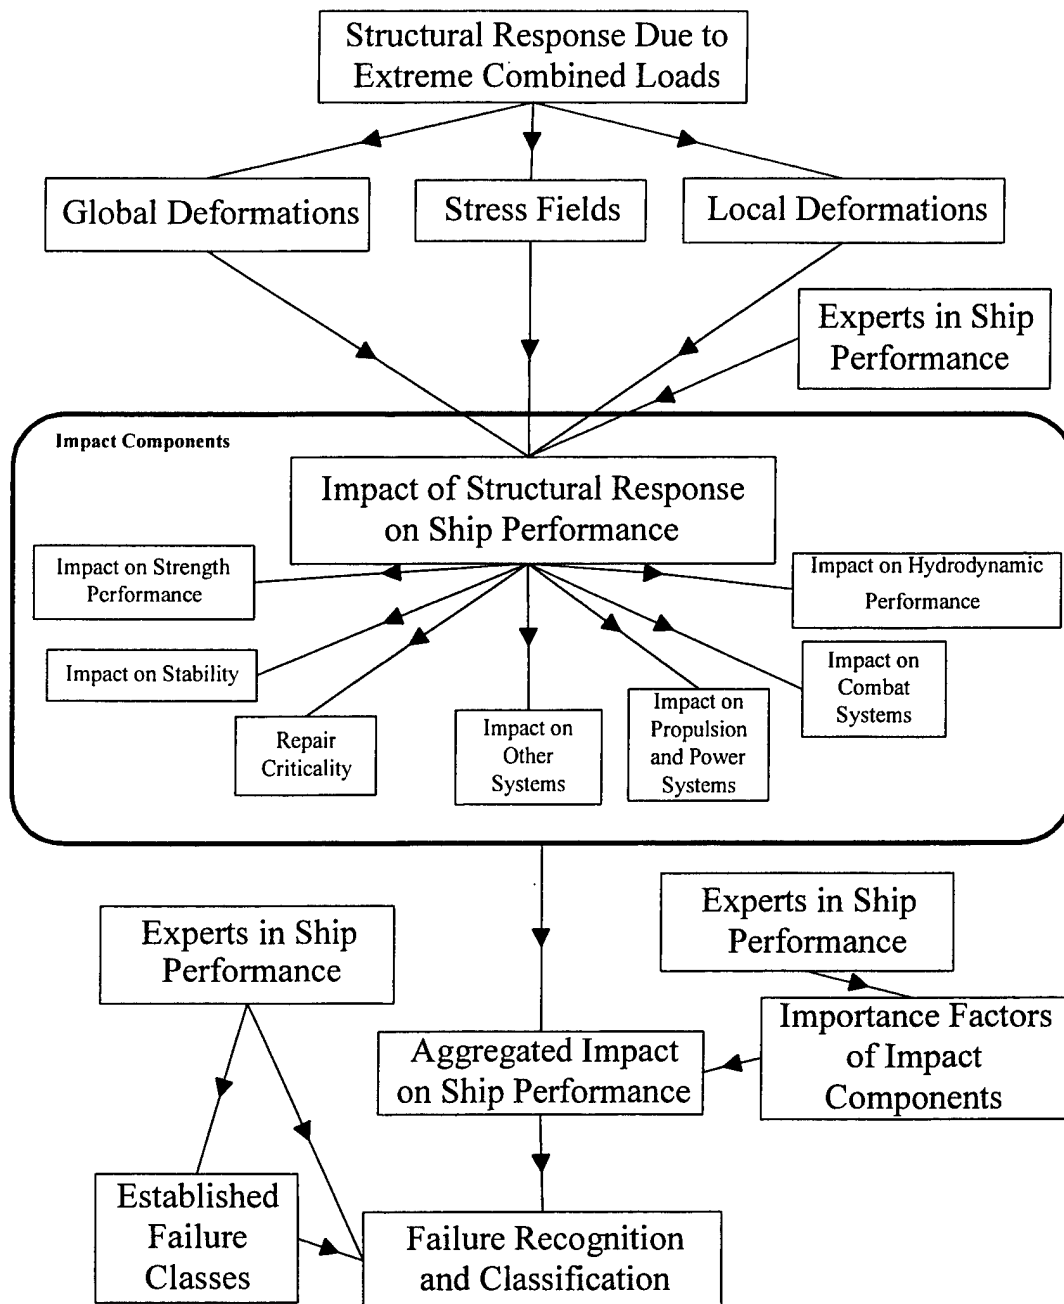 Structural Response Due to
Extreme Combined Loads
Global Deformations
Stress Fields
Local Deformations
Experts in Ship
Performance
Impact Components
Impact of Structural Response
on Ship Performance
Impact on Strength
Performance
Impact on Hydrodynamic
Performance
Impact on Stability
Impact on
Combat
Systems
Repair
Criticality
Impact on
Other
Systems
Impact on
Propulsion
and Power
Systems
Experts in Ship
Performance
Experts in Ship
Performance
Aggregated Impact
on Ship Performance
Importance Factors
of Impact
Components
Established
Failure
Classes
Failure Recognition
and Classification